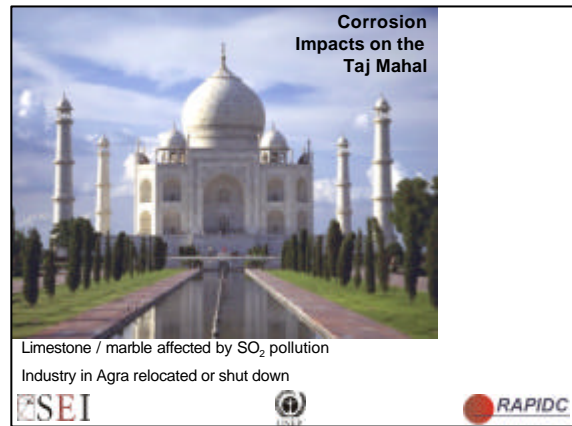 Corrosion
Impacts on the
Taj Mahal
Limestone / marble affected by SO₂ pollution
Industry in Agra relocated or shut down
SEI
UNEP
RAPIDC